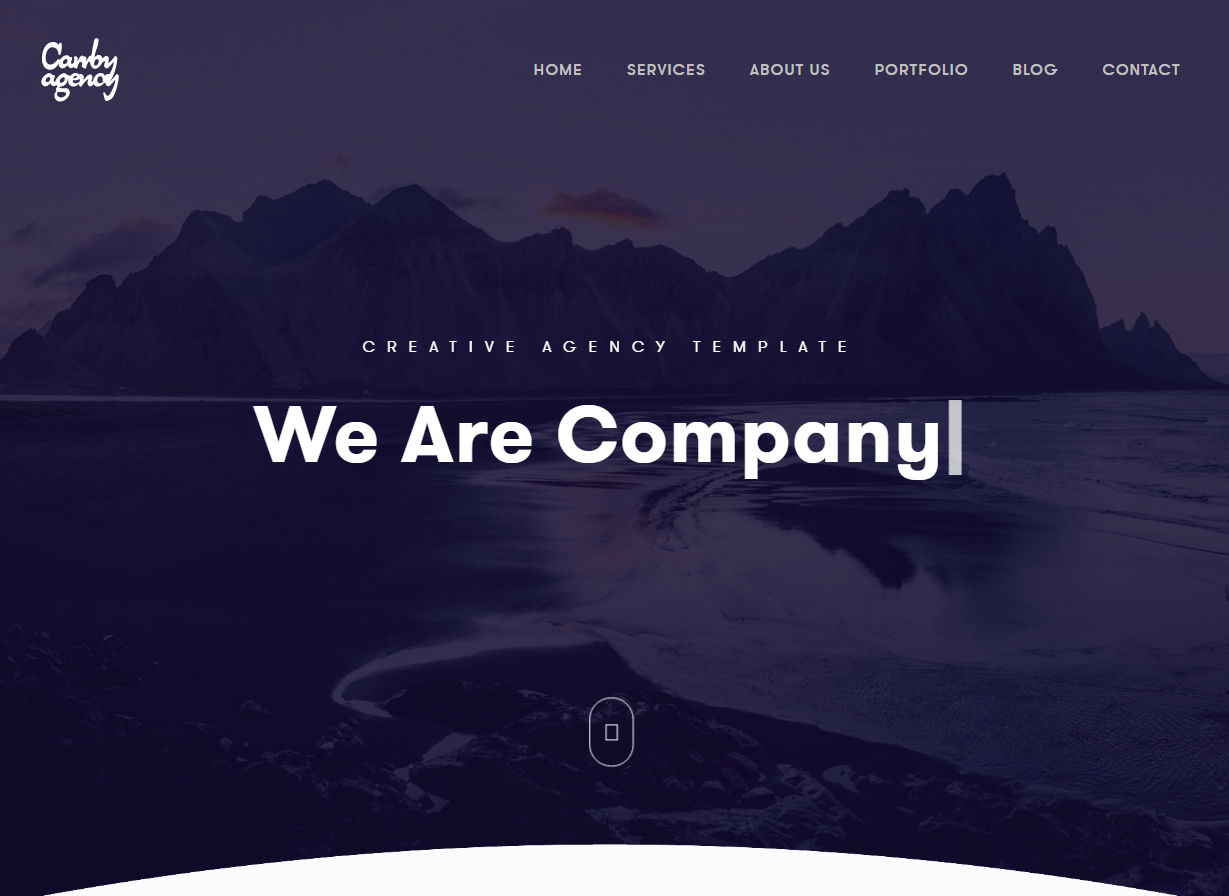 Canby
agency
HOME SERVICES ABOUT US PORTFOLIO BLOG CONTACT
CREATIVE AGENCY TEMPLATE
We Are Company